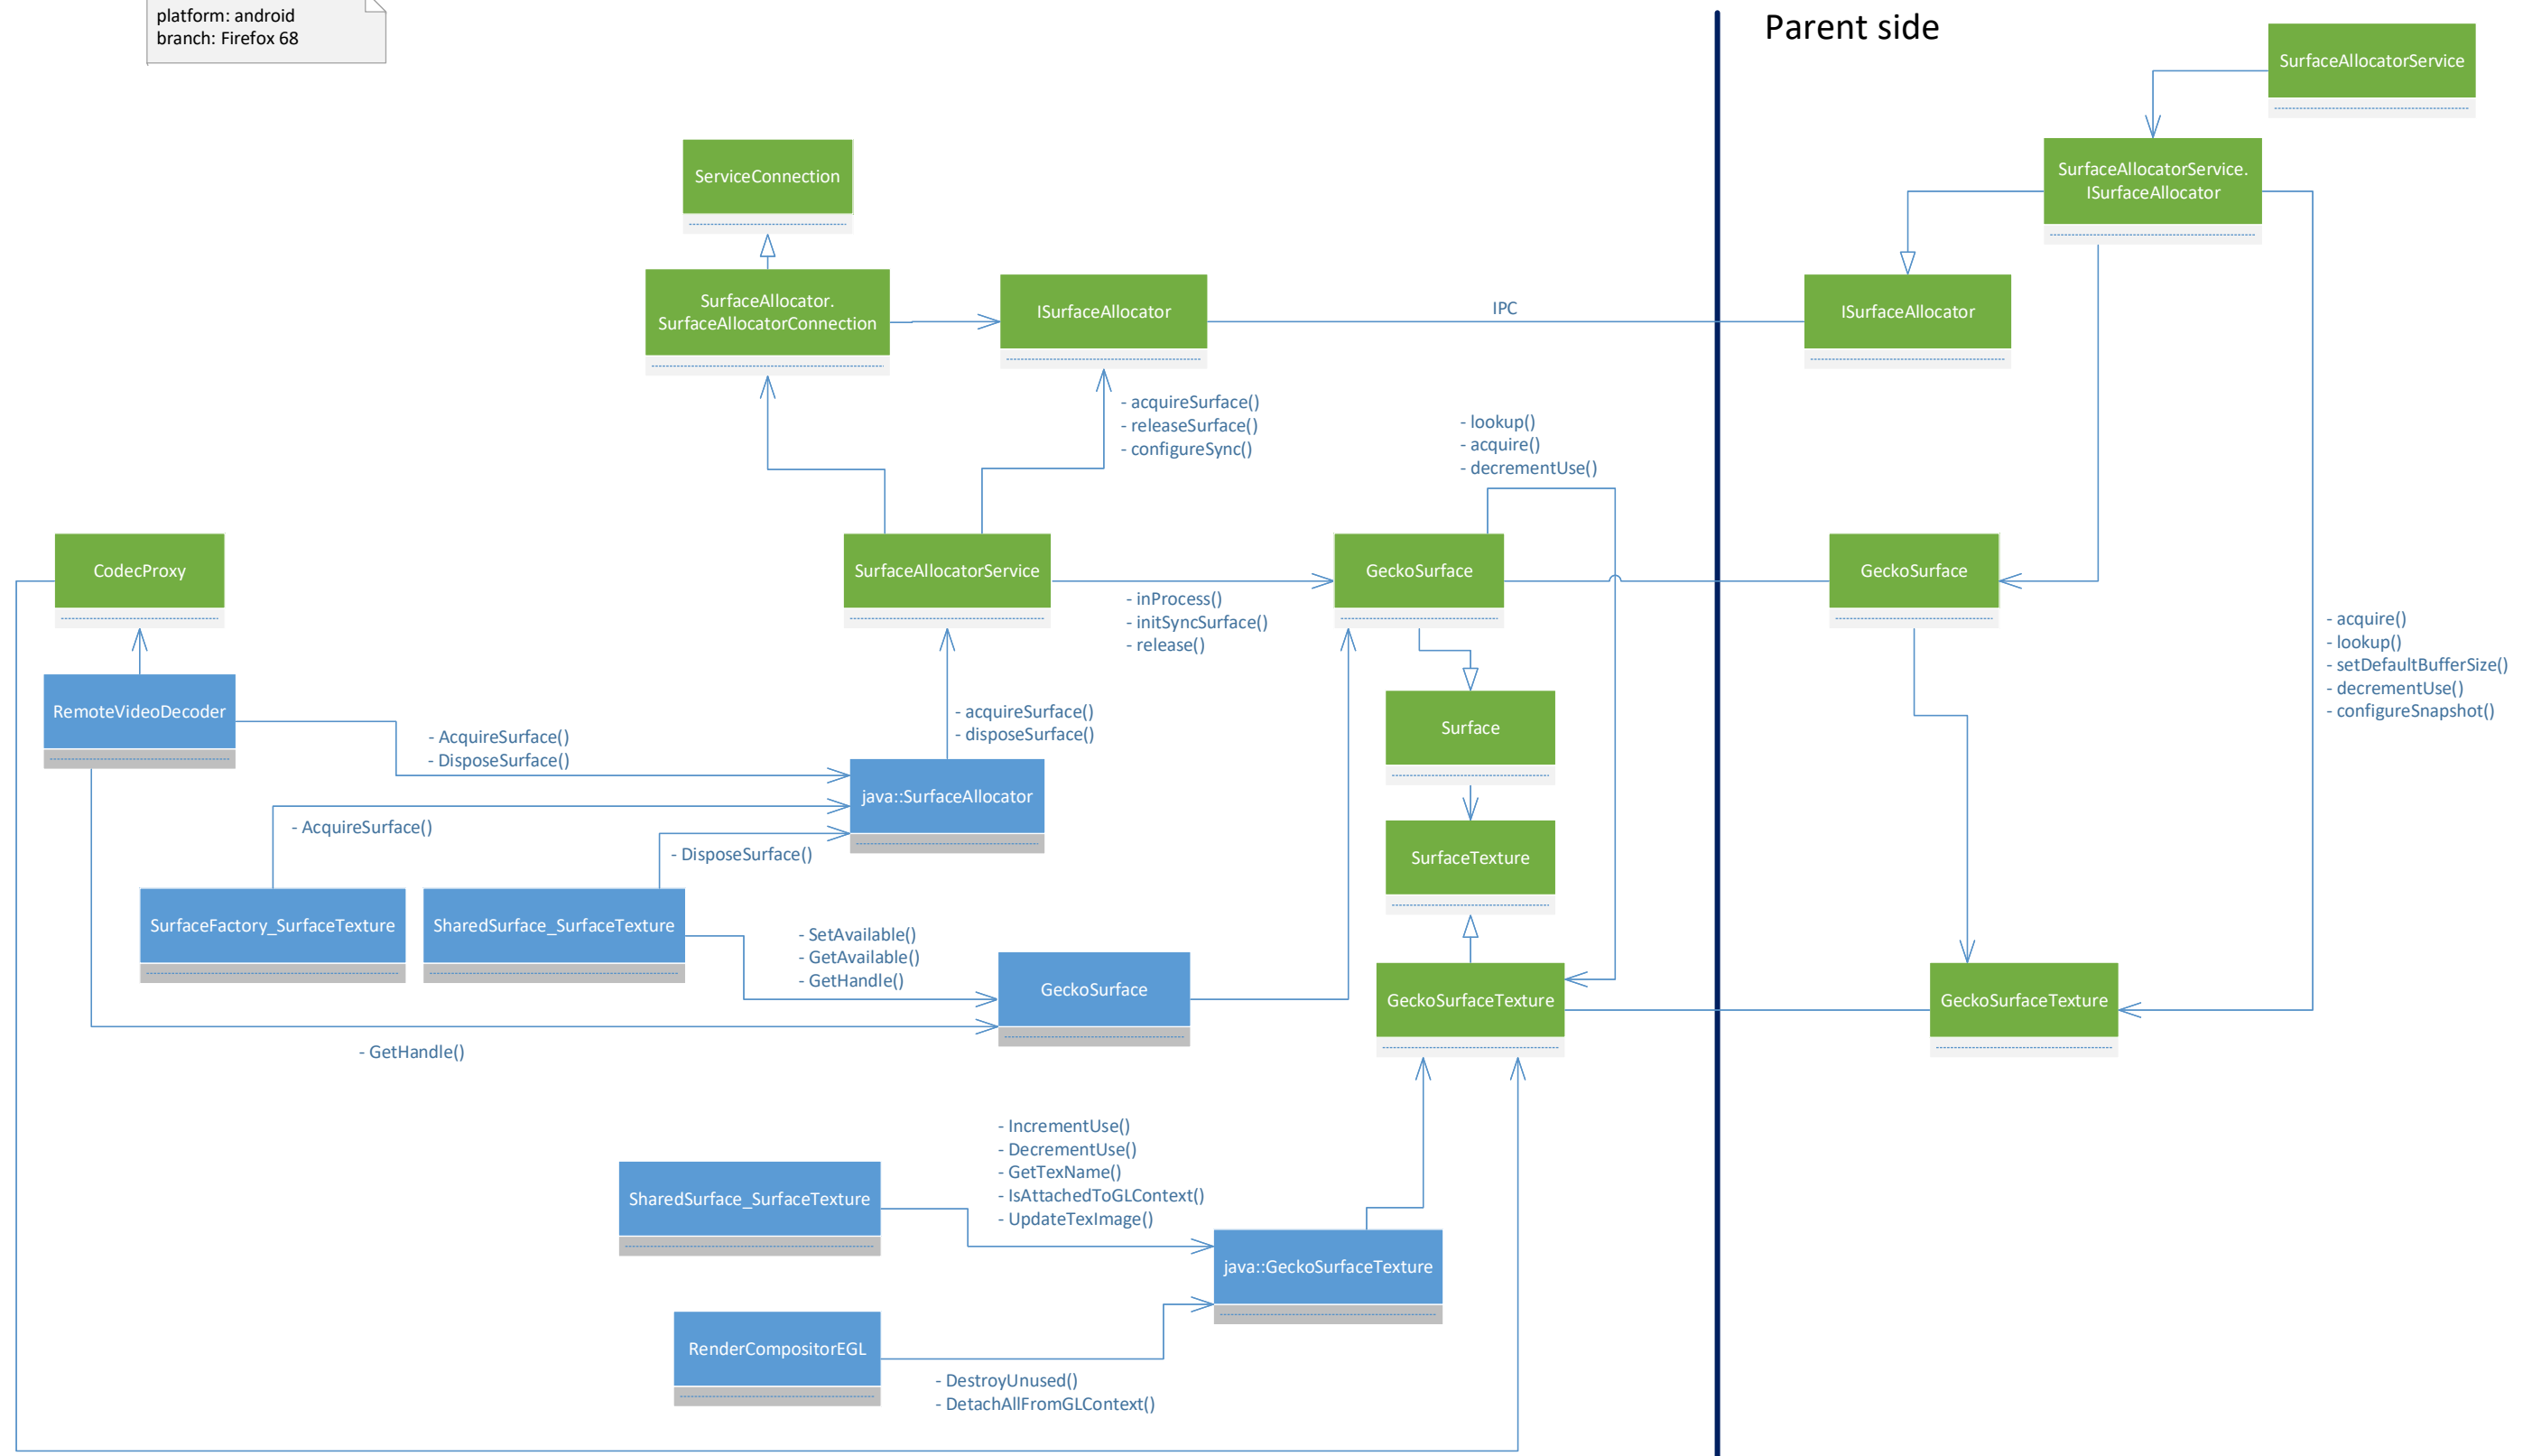 platform: android
branch: Firefox 68
Parent side
SurfaceAllocatorService
ServiceConnection
SurfaceAllocatorService.
ISurfaceAllocator
SurfaceAllocator.
SurfaceAllocatorConnection
ISurfaceAllocator
IPC
ISurfaceAllocator
- acquireSurface()
- releaseSurface()
- configureSync()
- lookup()
- acquire()
- decrementUse()
CodecProxy
SurfaceAllocatorService
GeckoSurface
GeckoSurface
- inProcess()
- initSyncSurface()
- release()
- acquire()
- lookup()
- setDefaultBufferSize()
- decrementUse()
- configureSnapshot()
RemoteVideoDecoder
- AcquireSurface()
- DisposeSurface()
- acquireSurface()
- disposeSurface()
Surface
java::SurfaceAllocator
- AcquireSurface()
- DisposeSurface()
SurfaceTexture
SurfaceFactory_SurfaceTexture
SharedSurface_SurfaceTexture
- SetAvailable()
- GetAvailable()
- GetHandle()
GeckoSurface
GeckoSurfaceTexture
GeckoSurfaceTexture
- GetHandle()
- IncrementUse()
- DecrementUse()
- GetTexName()
- IsAttachedToGLContext()
- UpdateTexImage()
SharedSurface_SurfaceTexture
java::GeckoSurfaceTexture
RenderCompositorEGL
- DestroyUnused()
- DetachAllFromGLContext()